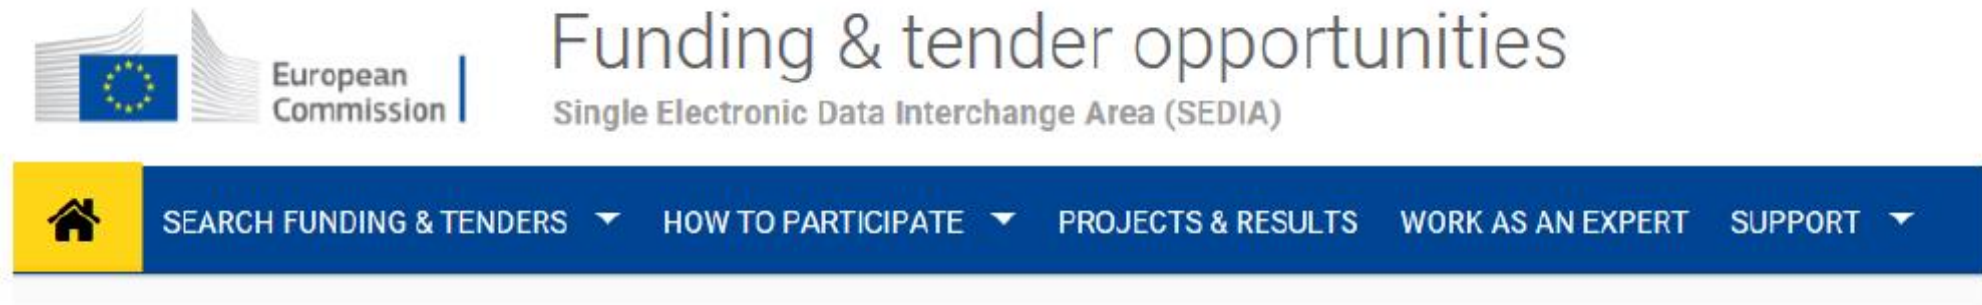 European
Commission
Funding & tender opportunities
Single Electronic Data Interchange Area (SEDIA)
SEARCH FUNDING & TENDERS HOW TO PARTICIPATE PROJECTS & RESULTS WORK AS AN EXPERT SUPPORT